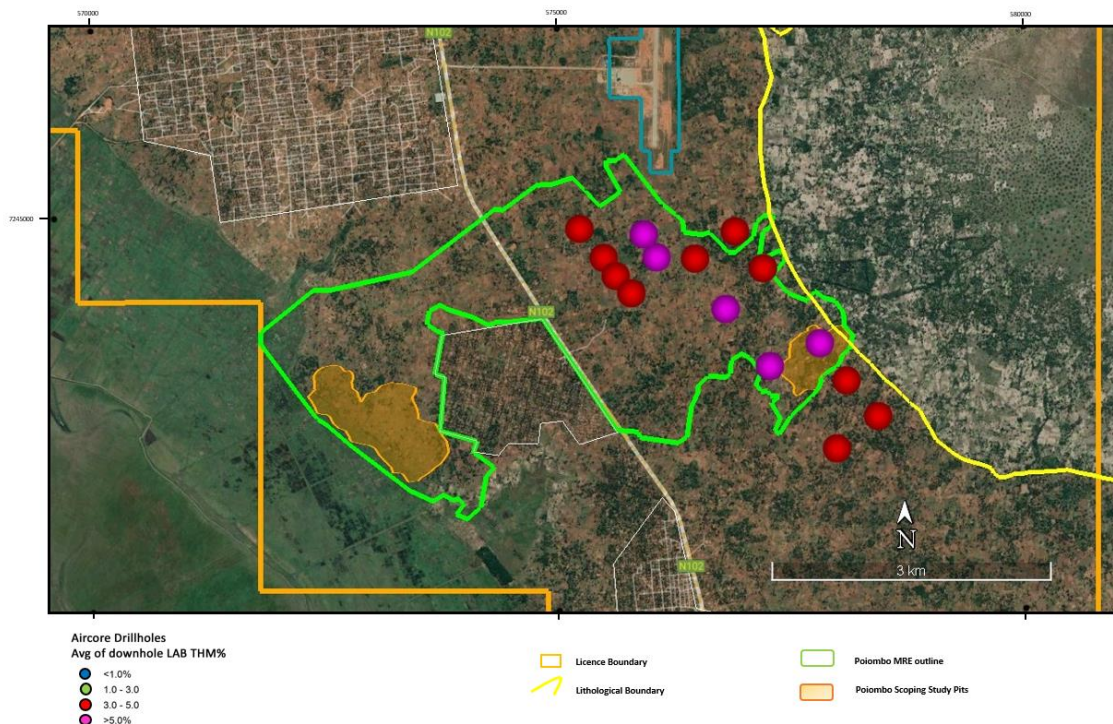 570000
575000
580000
N102
7245000
N102
N102
N
3 km
Aircore Drillholes
Avg of downhole LAB THM%
<1.0%
1.0 - 3.0
3.0 - 5.0
>5.0%
Licence Boundary
Lithological Boundary
Poiombo MRE outline
Poiombo Scoping Study Pits